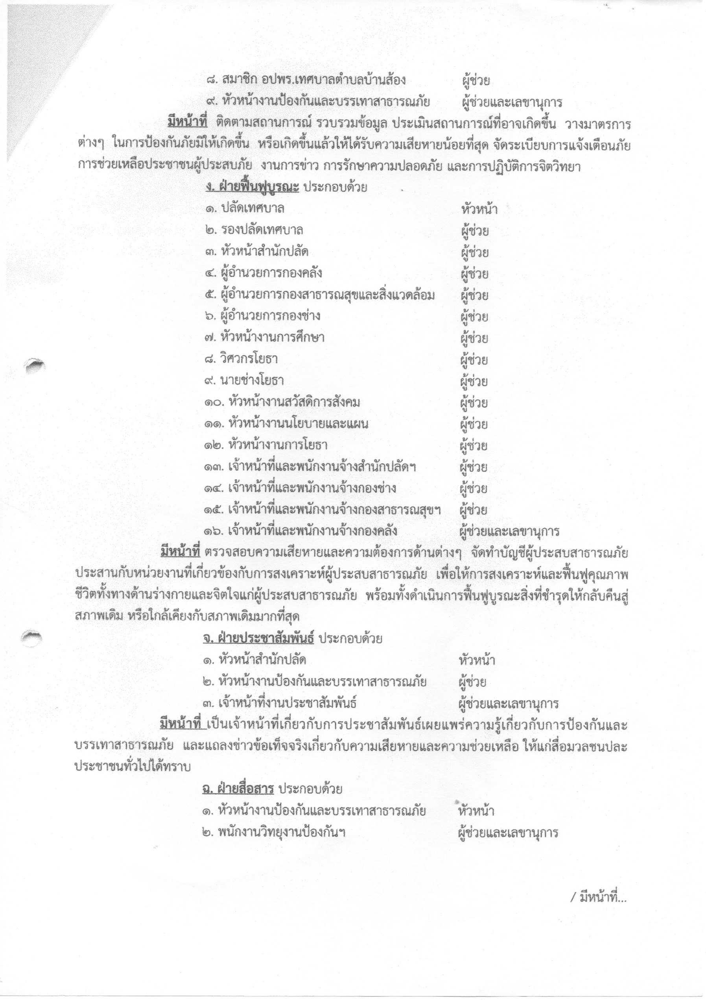 ๘. สมาชิก อปพร.เทศบาลตำบลบ้านส้อง ผู้ช่วย
๙. หัวหน้างานป้องกันและบรรเทาสาธารณภัย ผู้ช่วยและเลขานุการ
มีหน้าที่ ติดตามสถานการณ์ รวบรวมข้อมูล ประเมินสถานการณ์ที่อาจเกิดขึ้น วางมาตรการ
ต่างๆ ในการป้องกันภัยมิให้เกิดขึ้น หรือเกิดขึ้นแล้วให้ได้รับความเสียหายน้อยที่สุด จัดระเบียบการแจ้งเตือนภัย
การช่วยเหลือประชาชนผู้ประสบภัย งานการข่าว การรักษาความปลอดภัย และการปฏิบัติการจิตวิทยา
ง. ฝ่ายฟื้นฟูบูรณะ ประกอบด้วย
๑. ปลัดเทศบาล หัวหน้า
๒. รองปลัดเทศบาล ผู้ช่วย
๓. หัวหน้าสำนักปลัด ผู้ช่วย
๔. ผู้อำนวยการกองคลัง ผู้ช่วย
๕. ผู้อำนวยการกองสาธารณสุขและสิ่งแวดล้อม ผู้ช่วย
๖. ผู้อำนวยการกองช่าง ผู้ช่วย
๗. หัวหน้างานการศึกษา ผู้ช่วย
๘. วิศวกรโยธา ผู้ช่วย
๙. นายช่างโยธา ผู้ช่วย
๑๐. หัวหน้างานสวัสดิการสังคม ผู้ช่วย
๑๑. หัวหน้างานนโยบายและแผน ผู้ช่วย
๑๒. หัวหน้างานการโยธา ผู้ช่วย
๑๓. เจ้าหน้าที่และพนักงานจ้างสำนักปลัดฯ ผู้ช่วย
๑๔. เจ้าหน้าที่และพนักงานจ้างกองช่าง ผู้ช่วย
๑๕. เจ้าหน้าที่และพนักงานจ้างกองสาธารณสุขฯ ผู้ช่วย
๑๖. เจ้าหน้าที่และพนักงานจ้างกองคลัง ผู้ช่วยและเลขานุการ
มีหน้าที่ ตรวจสอบความเสียหายและความต้องการด้านต่างๆ จัดทำบัญชีผู้ประสบสาธารณภัย
ประสานกับหน่วยงานที่เกี่ยวข้องกับการสงเคราะห์ผู้ประสบสาธารณภัย เพื่อให้การสงเคราะห์และฟื้นฟูคุณภาพ
ชีวิตทั้งทางด้านร่างกายและจิตใจแก่ผู้ประสบสาธารณภัย พร้อมทั้งดำเนินการฟื้นฟูบูรณะสิ่งที่ชำรุดให้กลับคืนสู่
สภาพเดิม หรือใกล้เคียงกับสภาพเดิมมากที่สุด
จ. ฝ่ายประชาสัมพันธ์ ประกอบด้วย
๑. หัวหน้าสำนักปลัด หัวหน้า
๒. หัวหน้างานป้องกันและบรรเทาสาธารณภัย ผู้ช่วย
๓. เจ้าหน้าที่งานประชาสัมพันธ์ ผู้ช่วยและเลขานุการ
มีหน้าที่ เป็นเจ้าหน้าที่เกี่ยวกับการประชาสัมพันธ์เผยแพร่ความรู้เกี่ยวกับการป้องกันและ
บรรเทาสาธารณภัย และแถลงข่าวข้อเท็จจริงเกี่ยวกับความเสียหายและความช่วยเหลือ ให้แก่สื่อมวลชนปละ
ประชาชนทั่วไปได้ทราบ
ฉ. ฝ่ายสื่อสาร ประกอบด้วย
๑. หัวหน้างานป้องกันและบรรเทาสาธารณภัย หัวหน้า
๒. พนักงานวิทยุงานป้องกันฯ ผู้ช่วยและเลขานุการ
/ มีหน้าที่...